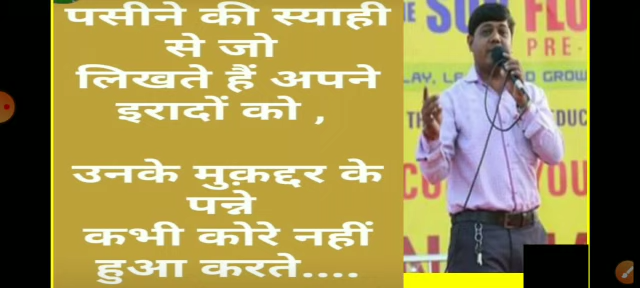 पसीने की स्याही
से जो
लिखते हैं अपने
इरादों को ,
उनके मुक़द्दर के
पन्ने
कभी कोरे नहीं
हुआ करते....
PRE-